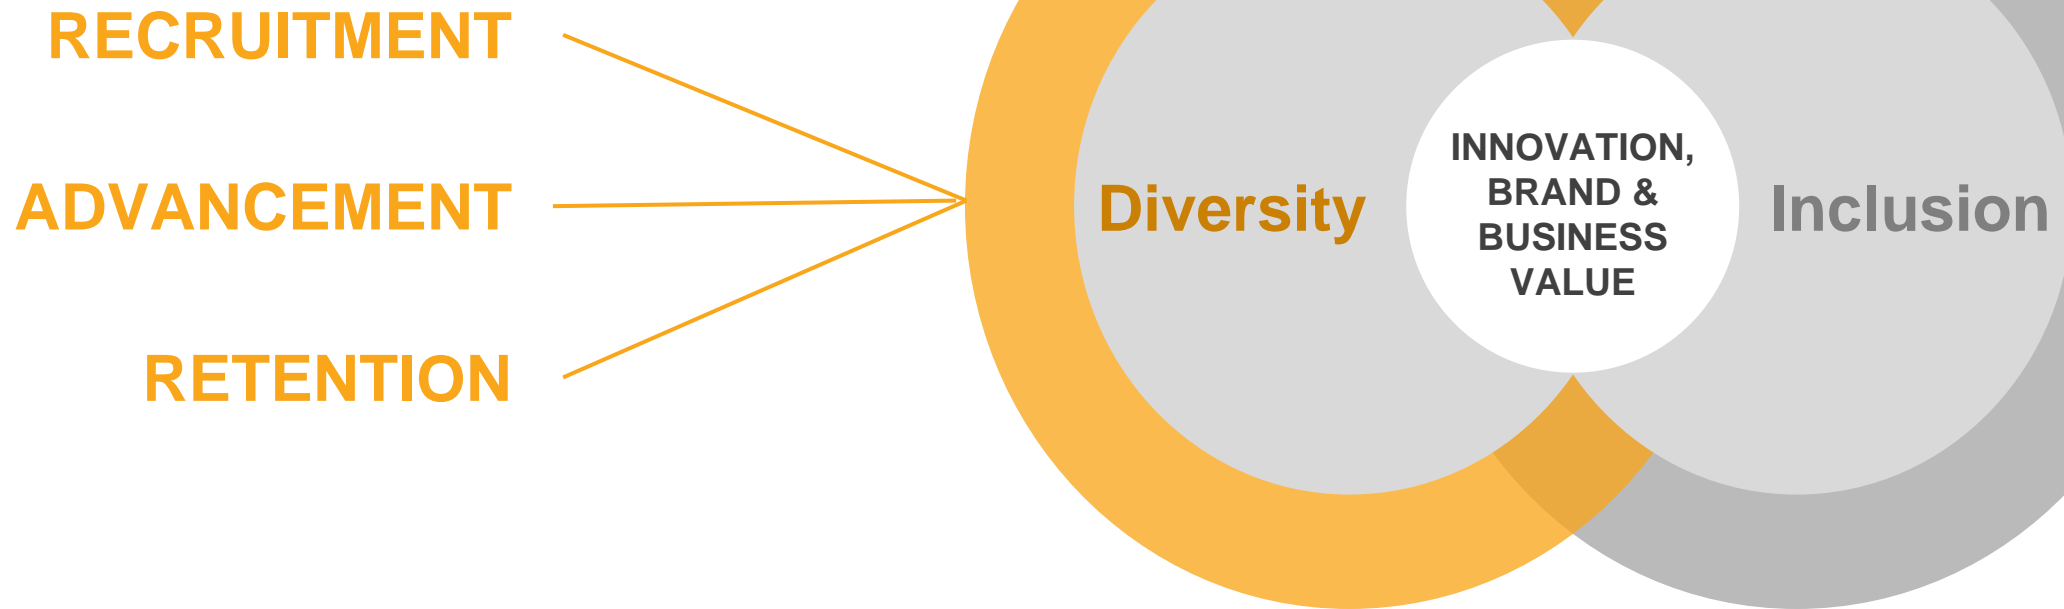 RECRUITMENT
ADVANCEMENT
RETENTION
Diversity
INNOVATION,
BRAND &
BUSINESS
VALUE
Inclusion